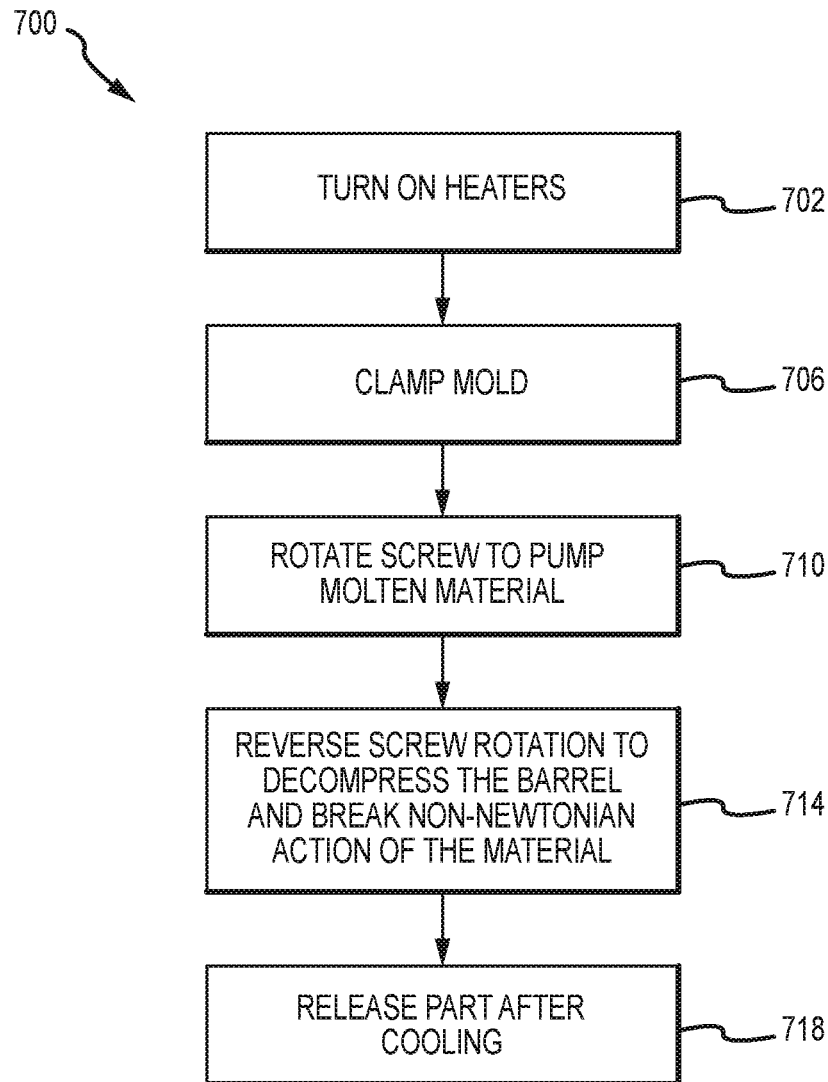 700
TURN ON HEATERS
702
CLAMP MOLD
706
ROTATE SCREW TO PUMP
MOLTEN MATERIAL
710
REVERSE SCREW ROTATION TO
DECOMPRESS THE BARREL
AND BREAK NON-NEWTONIAN
ACTION OF THE MATERIAL
714
RELEASE PART AFTER
COOLING
718